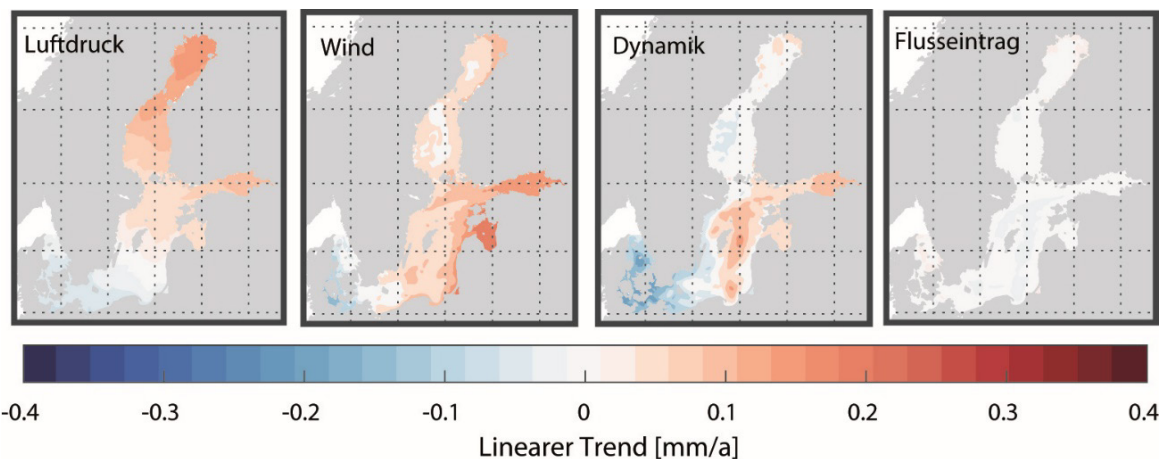 Luftdruck
Wind
Dynamik
Flusseintrag
-0.4 -0.3 -0.2 -0.1 0 0.1 0.2 0.3 0.4
Linearer Trend [mm/a]